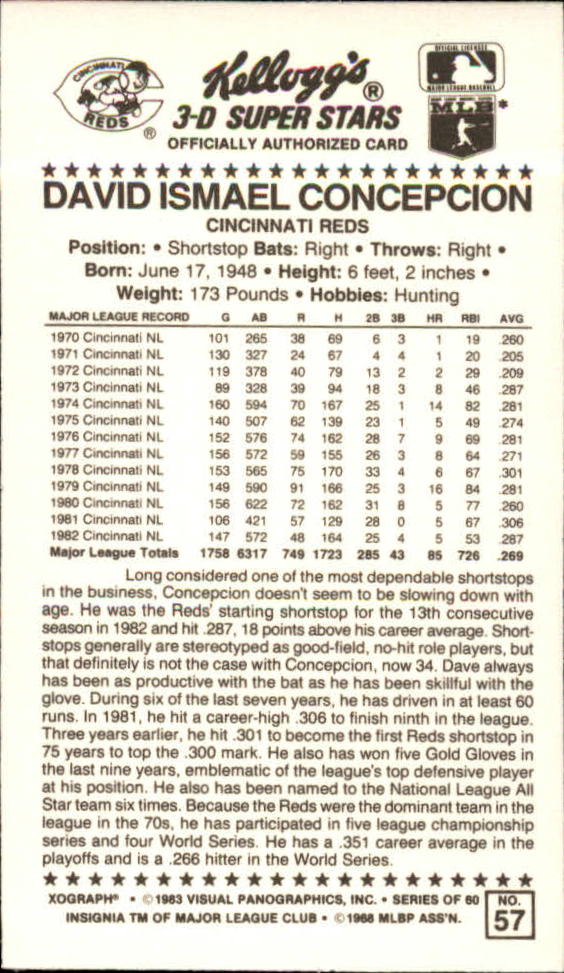 CINCINNATI
REDS
®
Kellogg's®
3-D SUPER STARS
OFFICIALLY AUTHORIZED CARD
OFFICIAL LICENSEE
MAJOR LEAGUE BASEBALL
MLB *
DAVID ISMAEL CONCEPCION
CINCINNATI REDS
Position: • Shortstop Bats: Right • Throws: Right •
Born: June 17, 1948 • Height: 6 feet, 2 inches •
Weight: 173 Pounds • Hobbies: Hunting
MAJOR LEAGUE RECORD G AB R H 2B 3B HR RBI AVG
1970 Cincinnati NL 101 265 38 69 6 3 1 19 .260
1971 Cincinnati NL 130 327 24 67 4 4 1 20 .205
1972 Cincinnati NL 119 378 40 79 13 2 2 29 .209
1973 Cincinnati NL 89 328 39 94 18 3 8 46 .287
1974 Cincinnati NL 160 594 70 167 25 1 14 82 .281
1975 Cincinnati NL 140 507 62 139 23 1 5 49 .274
1976 Cincinnati NL 152 576 74 162 28 7 9 69 .281
1977 Cincinnati NL 156 572 59 155 26 3 8 64 .271
1978 Cincinnati NL 153 565 75 170 33 4 6 67 .301
1979 Cincinnati NL 149 590 91 166 25 3 16 84 .281
1980 Cincinnati NL 156 622 72 162 31 8 5 77 .260
1981 Cincinnati NL 106 421 57 129 28 0 5 67 .306
1982 Cincinnati NL 147 572 48 164 25 4 5 53 .287
Major League Totals 1758 6317 749 1723 285 43 85 726 .269
Long considered one of the most dependable shortstops
in the business, Concepcion doesn't seem to be slowing down with
age. He was the Reds' starting shortstop for the 13th consecutive
season in 1982 and hit .287, 18 points above his career average. Short-
stops generally are stereotyped as good-field, no-hit role players, but
that definitely is not the case with Concepcion, now 34. Dave always
has been as productive with the bat as he has been skillful with the
glove. During six of the last seven years, he has driven in at least 60
runs. In 1981, he hit a career-high .306 to finish ninth in the league.
Three years earlier, he hit .301 to become the first Reds shortstop in
75 years to top the .300 mark. He also has won five Gold Gloves in
the last nine years, emblematic of the league's top defensive player
at his position. He also has been named to the National League All
Star team six times. Because the Reds were the dominant team in the
league in the 70s, he has participated in five league championship
series and four World Series. He has a .351 career average in the
playoffs and is a .266 hitter in the World Series.
XOGRAPH® • ©1983 VISUAL PANOGRAPHICS, INC. • SERIES OF 60
INSIGNIA TM OF MAJOR LEAGUE CLUB • ©1968 MLBP ASS'N.
NO.
57